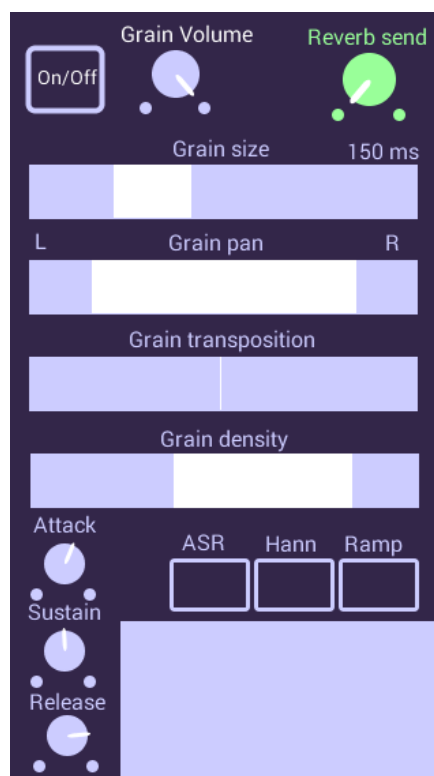 Grain Volume
Reverb send
On/Off
Grain size
150 ms
L
Grain pan
R
Grain transposition
Grain density
Attack
ASR
Hann
Ramp
Sustain
Release